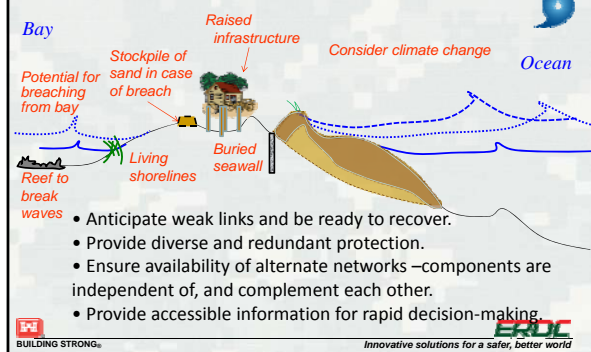 Bay
Raised
infrastructure
Stockpile of
sand in case
of breach
Consider climate change
Ocean
Potential for
breaching
from bay
Living
shorelines
Buried
seawall
Reef to
break
waves
• Anticipate weak links and be ready to recover.
• Provide diverse and redundant protection.
• Ensure availability of alternate networks –components are
independent of, and complement each other.
• Provide accessible information for rapid decision-making.
ERDC
BUILDING STRONG®
Innovative solutions for a safer, better world